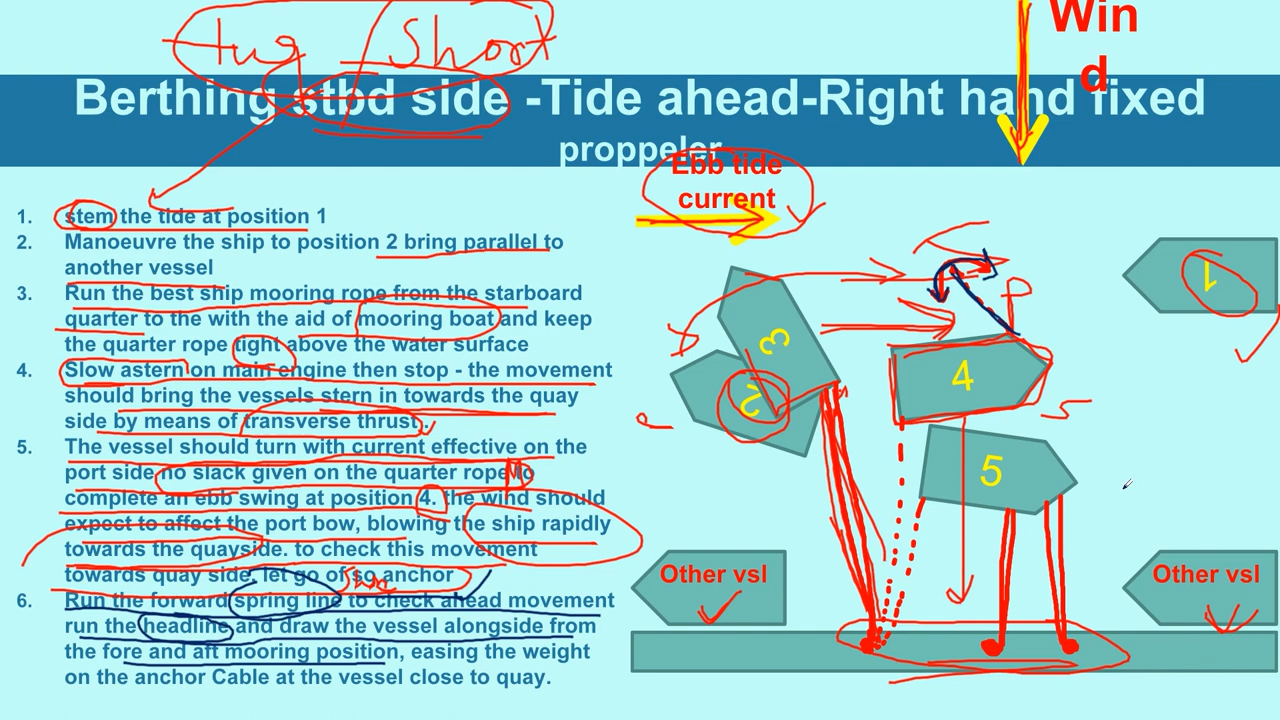 tug / Short
Win
d
Berthing stbd side -Tide ahead-Right hand fixed
proppeler
Ebb tide
current
1. stem the tide at position 1
2. Manoeuvre the ship to position 2 bring parallel to
another vessel
3. Run the best ship mooring rope from the starboard
quarter to the with the aid of mooring boat and keep
the quarter rope tight above the water surface
4. Slow astern on main engine then stop - the movement
should bring the vessels stern in towards the quay
side by means of transverse thrust.
5. The vessel should turn with current effective on the
port side no slack given on the quarter rope to
complete an ebb swing at position 4. the wind should
expect to affect the port bow, blowing the ship rapidly
towards the quayside. to check this movement
towards quay side, let go of so anchor
6. Run the forward spring line to check ahead movement
run the headline and draw the vessel alongside from
the fore and aft mooring position, easing the weight
on the anchor Cable at the vessel close to quay.
1
P
3
4
2
P
S
5
Other vsl
Other vsl